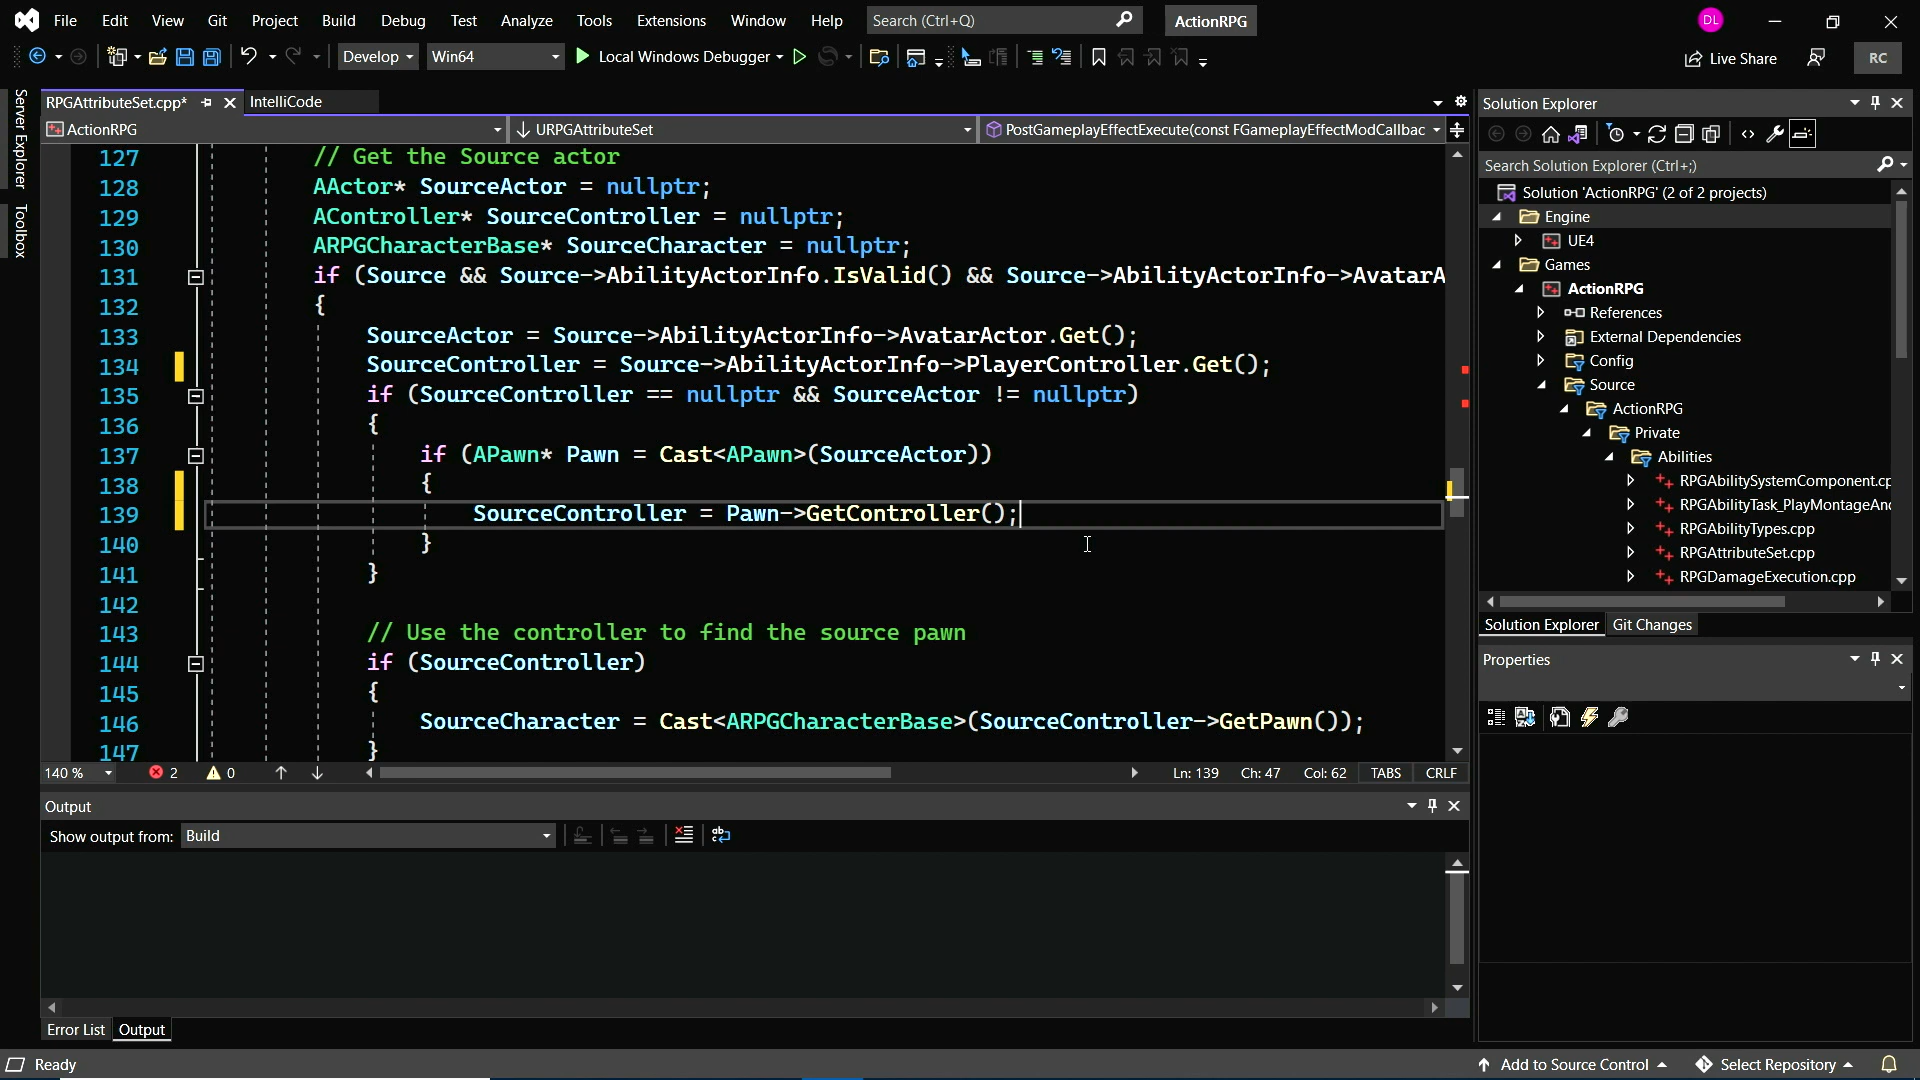 File Edit View Git Project Build Debug Test Analyze Tools Extensions Window Help Search (Ctrl+Q) ActionRPG DL
Develop Win64 Local Windows Debugger Live Share RC
Server Explorer
Toolbox
RPGAttributeSet.cpp* IntelliCode
ActionRPG URPGAttributeSet PostGameplayEffectExecute(const FGameplayEffectModCallbac
127 // Get the Source actor
128 AActor* SourceActor = nullptr;
129 AController* SourceController = nullptr;
130 ARPGCharacterBase* SourceCharacter = nullptr;
131 if (Source && Source->AbilityActorInfo.IsValid() && Source->AbilityActorInfo->AvatarA
132 {
133 SourceActor = Source->AbilityActorInfo->AvatarActor.Get();
134 SourceController = Source->AbilityActorInfo->PlayerController.Get();
135 if (SourceController == nullptr && SourceActor != nullptr)
136 {
137 if (APawn* Pawn = Cast<APawn>(SourceActor))
138 {
139 SourceController = Pawn->GetController();
140 }
141 }
142
143 // Use the controller to find the source pawn
144 if (SourceController)
145 {
146 SourceCharacter = Cast<ARPGCharacterBase>(SourceController->GetPawn());
147 }
140 % 2 0 Ln: 139 Ch: 47 Col: 62 TABS CRLF
Output
Show output from: Build
Error List Output
Solution Explorer
Search Solution Explorer (Ctrl+;)
Solution 'ActionRPG' (2 of 2 projects)
Engine
UE4
Games
ActionRPG
References
External Dependencies
Config
Source
ActionRPG
Private
Abilities
RPGAbilitySystemComponent.cp
RPGAbilityTask_PlayMontageAn
RPGAbilityTypes.cpp
RPGAttributeSet.cpp
RPGDamageExecution.cpp
Solution Explorer Git Changes
Properties
Ready Add to Source Control Select Repository